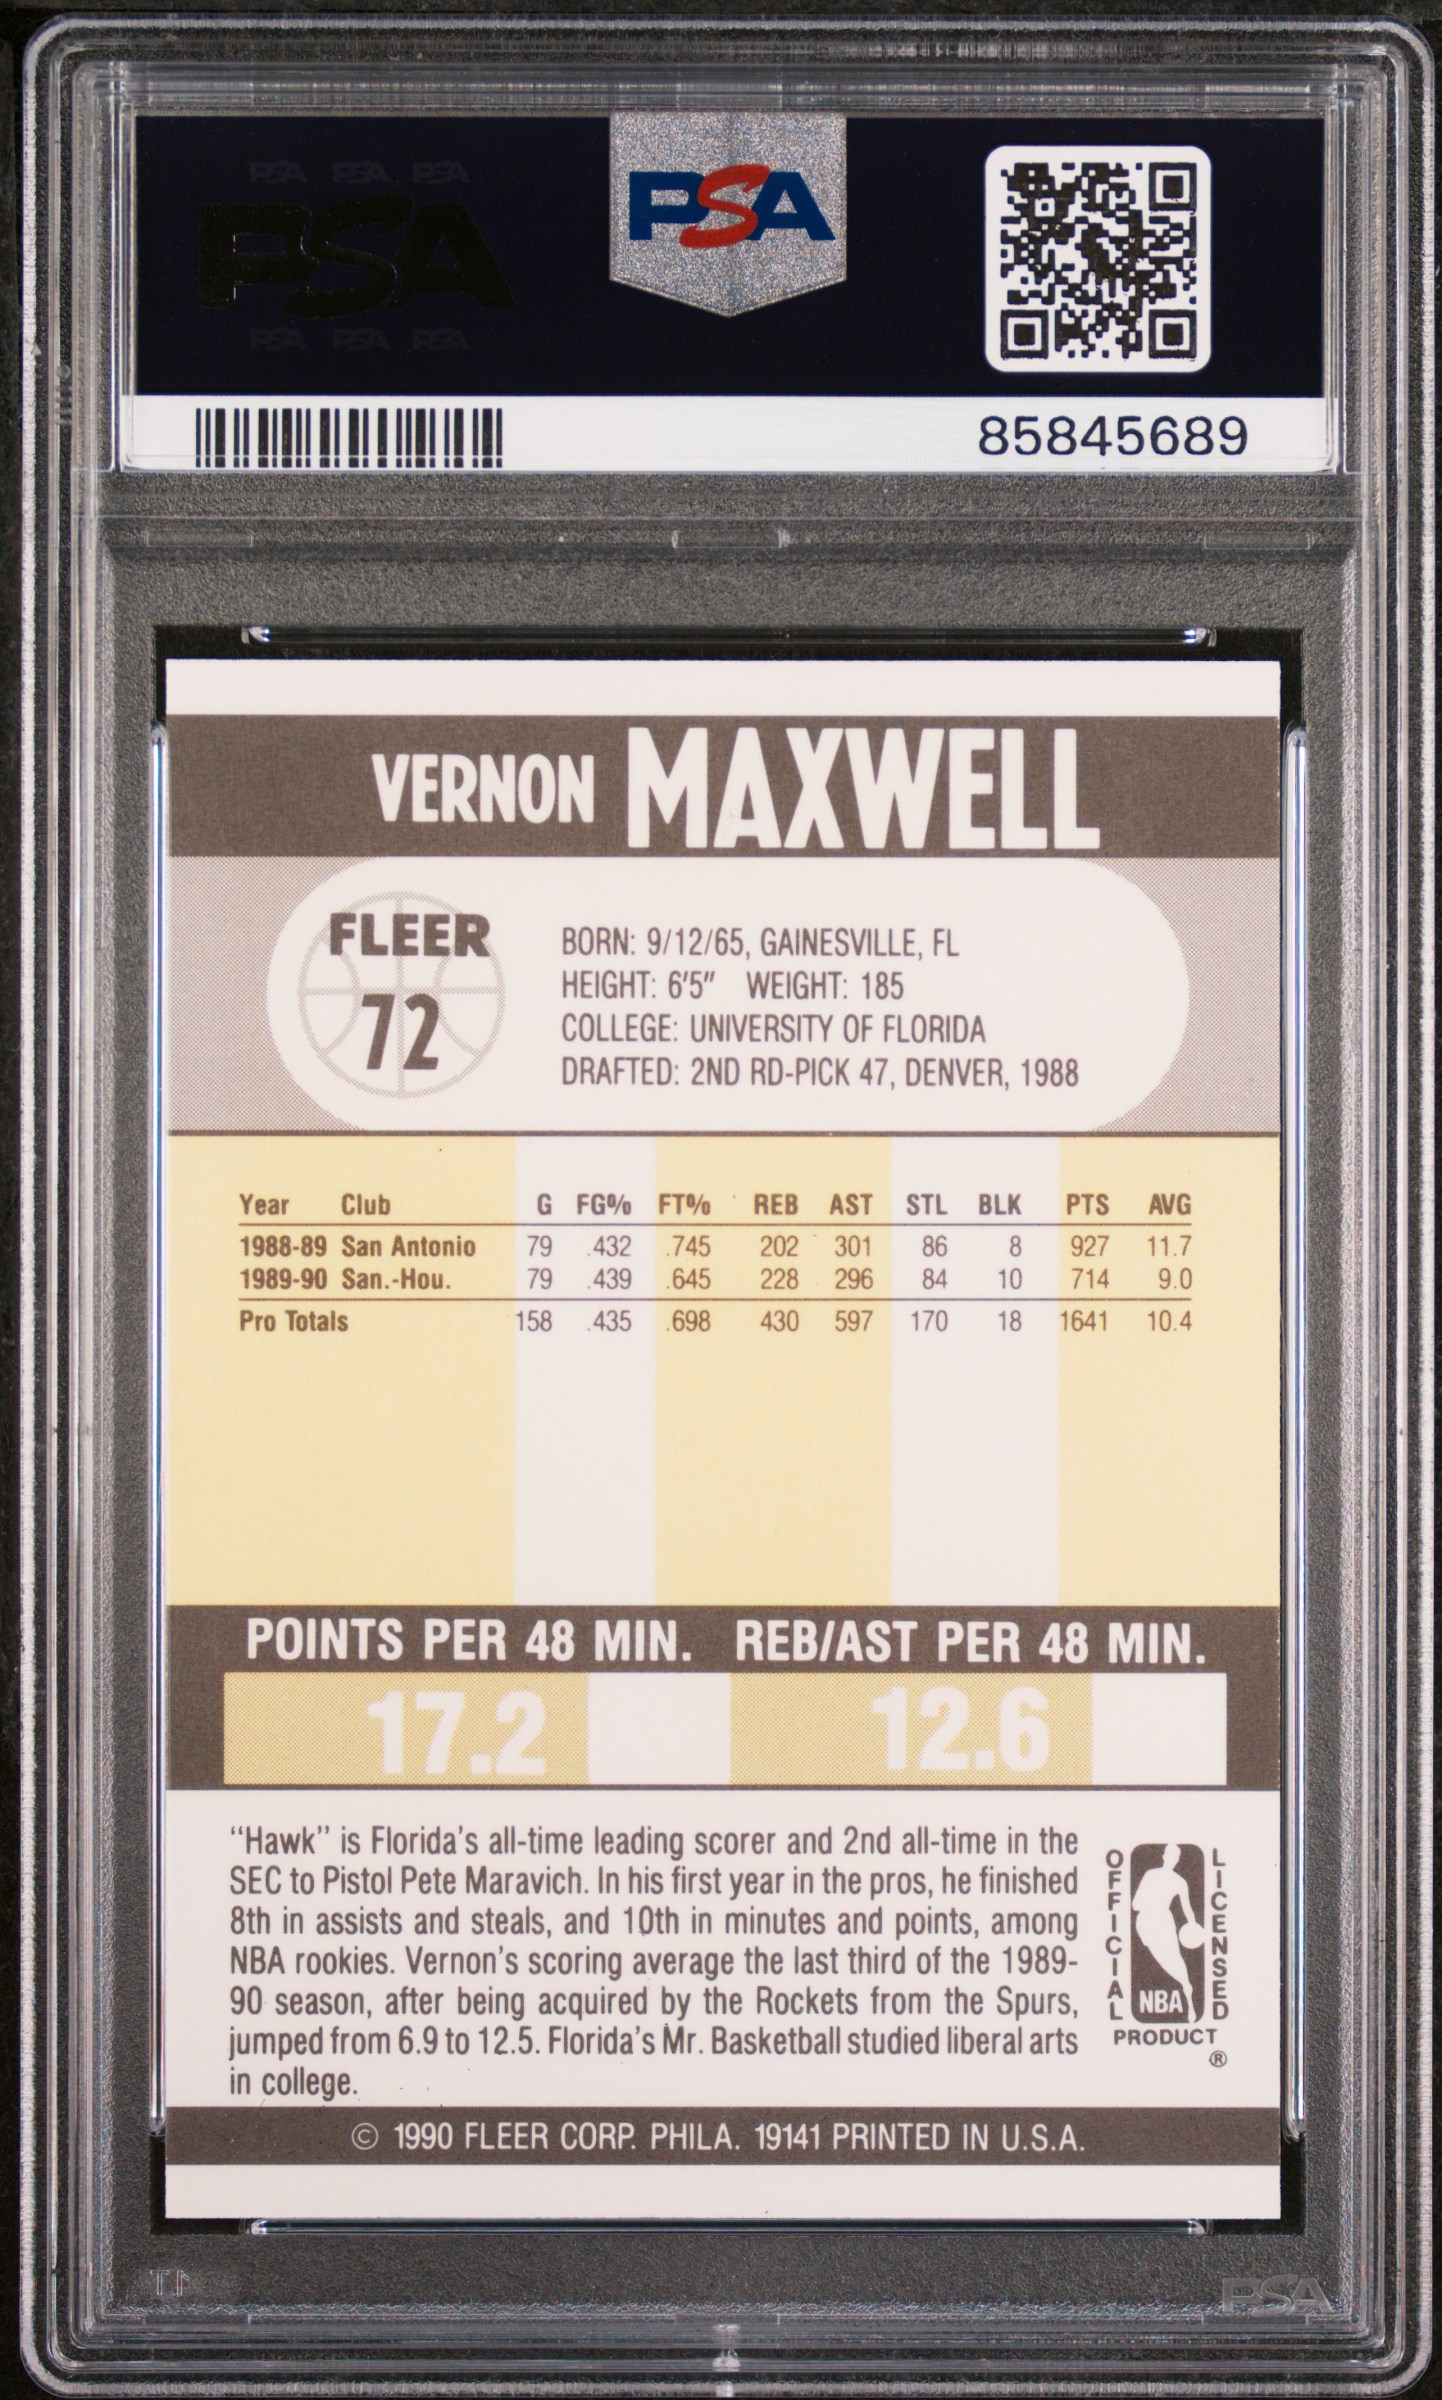 PSA PSA PSA
PSA
PSA PSA PSA
PSA
85845689
VERNON MAXWELL
FLEER
72
BORN: 9/12/65, GAINESVILLE, FL
HEIGHT: 6'5" WEIGHT: 185
COLLEGE: UNIVERSITY OF FLORIDA
DRAFTED: 2ND RD-PICK 47, DENVER, 1988
Year Club G FG% FT% REB AST STL BLK PTS AVG
1988-89 San Antonio 79 .432 .745 202 301 86 8 927 11.7
1989-90 San.-Hou. 79 .439 .645 228 296 84 10 714 9.0
Pro Totals 158 .435 .698 430 597 170 18 1641 10.4
POINTS PER 48 MIN. REB/AST PER 48 MIN.
17.2 12.6
"Hawk" is Florida's all-time leading scorer and 2nd all-time in the
SEC to Pistol Pete Maravich. In his first year in the pros, he finished
8th in assists and steals, and 10th in minutes and points, among
NBA rookies. Vernon's scoring average the last third of the 1989-
90 season, after being acquired by the Rockets from the Spurs,
jumped from 6.9 to 12.5. Florida's Mr. Basketball studied liberal arts
in college.
OFFICIAL
NBA
LICENSED
PRODUCT
®
© 1990 FLEER CORP. PHILA. 19141 PRINTED IN U.S.A.
PSA